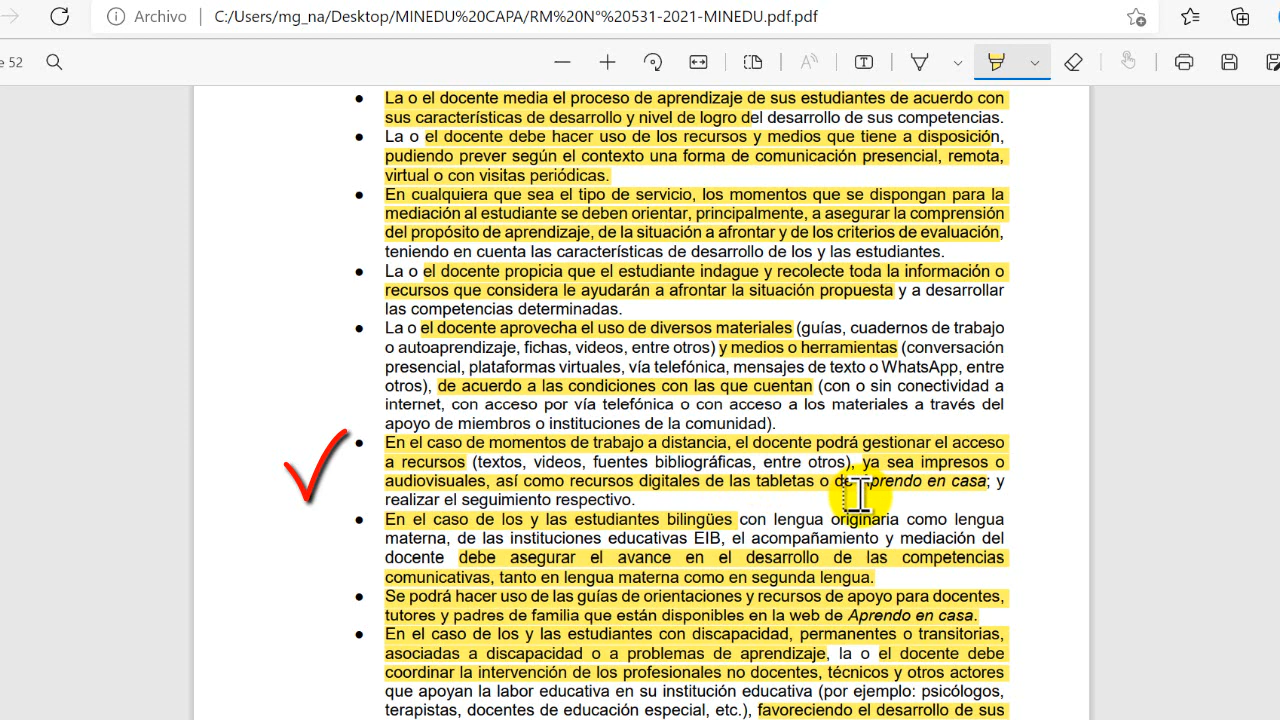 Archivo C:/Users/mg_na/Desktop/MINEDU%20CAPA/RM%20N°%20531-2021-MINEDU.pdf.pdf
e 52
La o el docente media el proceso de aprendizaje de sus estudiantes de acuerdo con
sus características de desarrollo y nivel de logro del desarrollo de sus competencias.
La o el docente debe hacer uso de los recursos y medios que tiene a disposición,
pudiendo prever según el contexto una forma de comunicación presencial, remota,
virtual o con visitas periódicas.
En cualquiera que sea el tipo de servicio, los momentos que se dispongan para la
mediación al estudiante se deben orientar, principalmente, a asegurar la comprensión
del propósito de aprendizaje, de la situación a afrontar y de los criterios de evaluación,
teniendo en cuenta las características de desarrollo de los y las estudiantes.
La o el docente propicia que el estudiante indague y recolecte toda la información o
recursos que considera le ayudarán a afrontar la situación propuesta y a desarrollar
las competencias determinadas.
La o el docente aprovecha el uso de diversos materiales (guías, cuadernos de trabajo
o autoaprendizaje, fichas, videos, entre otros) y medios o herramientas (conversación
presencial, plataformas virtuales, vía telefónica, mensajes de texto o WhatsApp, entre
otros), de acuerdo a las condiciones con las que cuentan (con o sin conectividad a
internet, con acceso por vía telefónica o con acceso a los materiales a través del
apoyo de miembros o instituciones de la comunidad).
En el caso de momentos de trabajo a distancia, el docente podrá gestionar el acceso
a recursos (textos, videos, fuentes bibliográficas, entre otros), ya sea impresos o
audiovisuales, así como recursos digitales de las tabletas o de Aprendo en casa; y
realizar el seguimiento respectivo.
En el caso de los y las estudiantes bilingües con lengua originaria como lengua
materna, de las instituciones educativas EIB, el acompañamiento y mediación del
docente debe asegurar el avance en el desarrollo de las competencias
comunicativas, tanto en lengua materna como en segunda lengua.
Se podrá hacer uso de las guías de orientaciones y recursos de apoyo para docentes,
tutores y padres de familia que están disponibles en la web de Aprendo en casa.
En el caso de los y las estudiantes con discapacidad, permanentes o transitorias,
asociadas a discapacidad o a problemas de aprendizaje, la o el docente debe
coordinar la intervención de los profesionales no docentes, técnicos y otros actores
que apoyan la labor educativa en su institución educativa (por ejemplo: psicólogos,
terapistas, docentes de educación especial, etc.), favoreciendo el desarrollo de sus